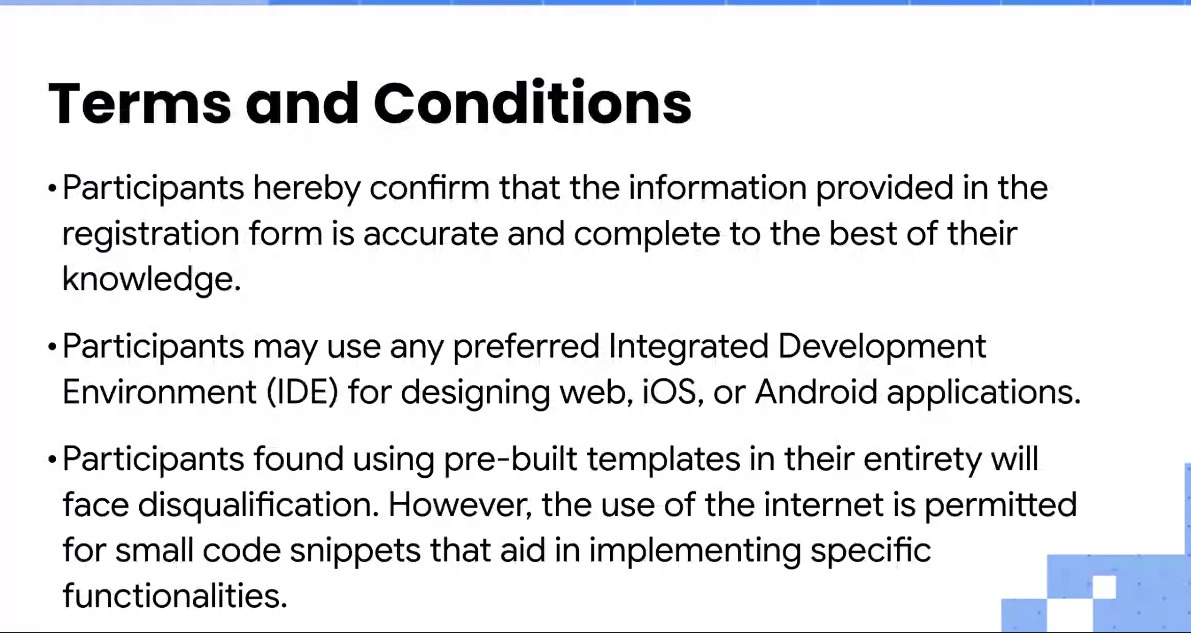 Terms and Conditions
•Participants hereby confirm that the information provided in the
registration form is accurate and complete to the best of their
knowledge.
•Participants may use any preferred Integrated Development
Environment (IDE) for designing web, iOS, or Android applications.
•Participants found using pre-built templates in their entirety will
face disqualification. However, the use of the internet is permitted
for small code snippets that aid in implementing specific
functionalities.